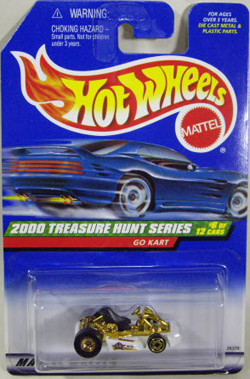 WARNING:
CHOKING HAZARD-
Small parts. Not for children
under 3 years.
FOR AGES
OVER 3 YEARS.
DIE CAST METAL &
PLASTIC PARTS.
Hot Wheels
MATTEL
2000 TREASURE HUNT SERIES
#6 OF
12 CARS
GO KART